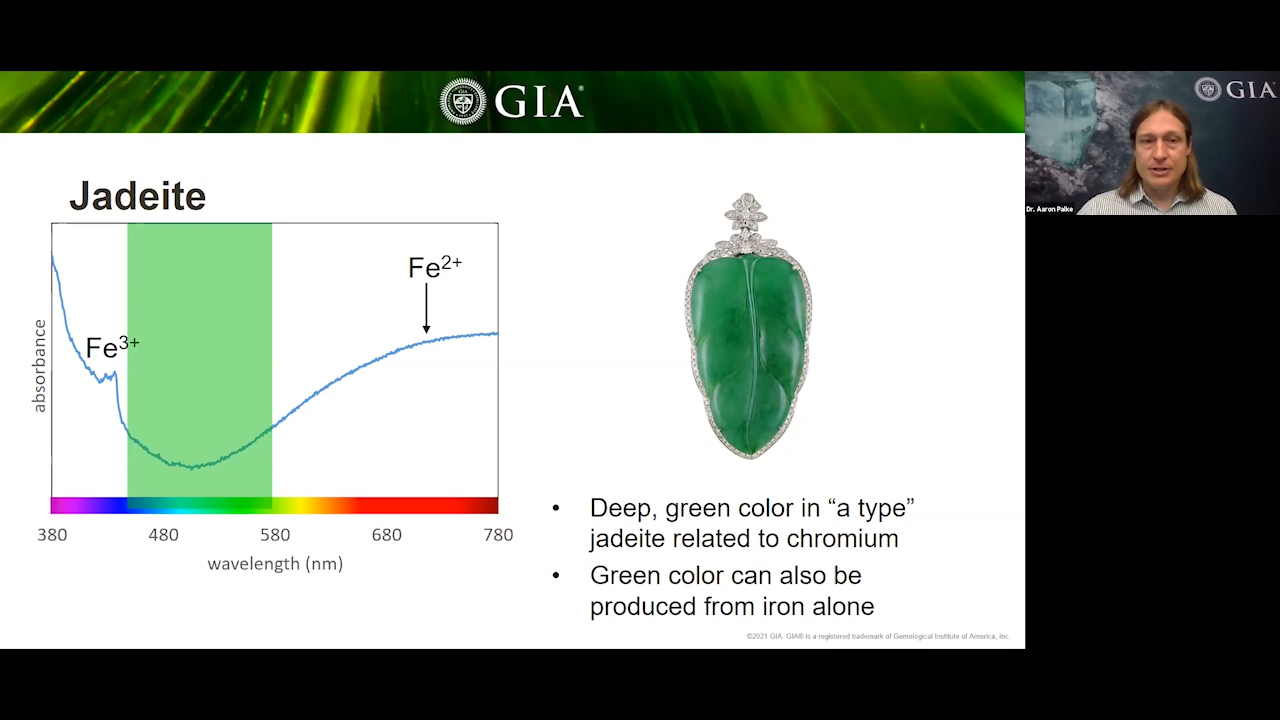 GIA®
GIA
Dr. Aaron Palke
Jadeite
Fe2+
Fe3+
absorbance
380 480 580 680 780
wavelength (nm)
• Deep, green color in “a type”
jadeite related to chromium
• Green color can also be
produced from iron alone
©2021 GIA. GIA® is a registered trademark of Gemological Institute of America, Inc.